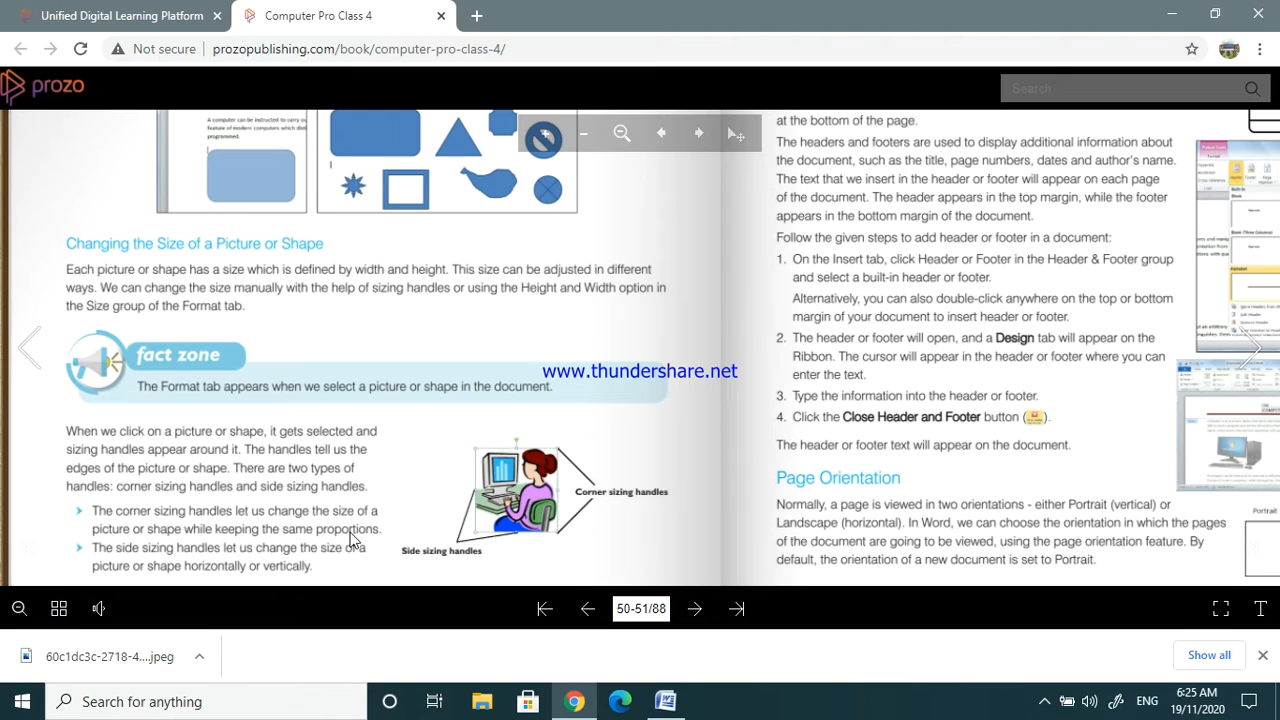 Unified Digital Learning Platform
Computer Pro Class 4
Not secure
prozopublishing.com/book/computer-pro-class-4/
prozo
Search ...
A computer can be instructed to carry ou
feature of modern computers which disti
programmed.
Changing the Size of a Picture or Shape
Each picture or shape has a size which is defined by width and height. This size can be adjusted in different
ways. We can change the size manually with the help of sizing handles or using the Height and Width option in
the Size group of the Format tab.
fact zone
The Format tab appears when we select a picture or shape in the document.
www.thundershare.net
When we click on a picture or shape, it gets selected and
sizing handles appear around it. The handles tell us the
edges of the picture or shape. There are two types of
handles: corner sizing handles and side sizing handles.
The corner sizing handles let us change the size of a
picture or shape while keeping the same proportions.
The side sizing handles let us change the size of a
picture or shape horizontally or vertically.
Corner sizing handles
Side sizing handles
at the bottom of the page.
The headers and footers are used to display additional information about
the document, such as the title, page numbers, dates and author's name.
The text that we insert in the header or footer will appear on each page
of the document. The header appears in the top margin, while the footer
appears in the bottom margin of the document.
Follow the given steps to add header or footer in a document:
1. On the Insert tab, click Header or Footer in the Header & Footer group
and select a built-in header or footer.
Alternatively, you can also double-click anywhere on the top or bottom
margin of your document to insert header or footer.
2. The header or footer will open, and a Design tab will appear on the
Ribbon. The cursor will appear in the header or footer where you can
enter the text.
3. Type the information into the header or footer.
4. Click the Close Header and Footer button ( ).
The header or footer text will appear on the document.
Page Orientation
Normally, a page is viewed in two orientations - either Portrait (vertical) or
Landscape (horizontal). In Word, we can choose the orientation in which the pages
of the document are going to be viewed, using the page orientation feature. By
default, the orientation of a new document is set to Portrait.
Portrait
50-51/88
60c1dc3c-2718-4....jpeg
Show all
Search for anything
ENG
6:25 AM
19/11/2020